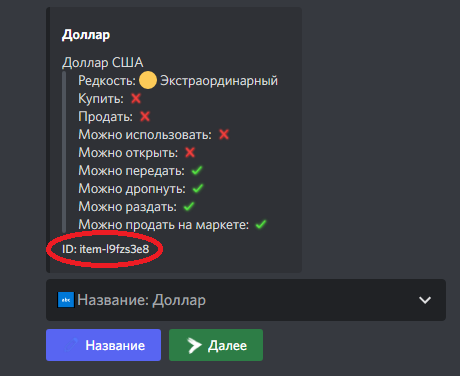 Доллар
Доллар США
Редкость: Экстраординарный
Купить:
Продать:
Можно использовать:
Можно открыть:
Можно передать:
Можно дропнуть:
Можно раздать:
Можно продать на маркете:
ID: item-l9fzs3e8
abc Название: Доллар
Название Далее